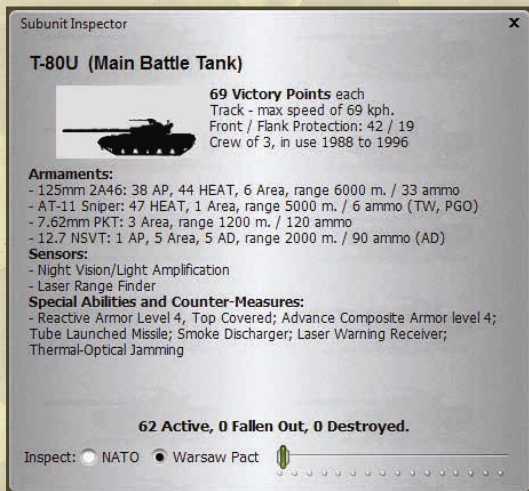 Subunit Inspector
x
T-80U (Main Battle Tank)
69 Victory Points each
Track - max speed of 69 kph.
Front / Flank Protection: 42 / 19
Crew of 3, in use 1988 to 1996
Armaments:
- 125mm 2A46: 38 AP, 44 HEAT, 6 Area, range 6000 m. / 33 ammo
- AT-11 Sniper: 47 HEAT, 1 Area, range 5000 m. / 6 ammo (TW, PGO)
- 7.62mm PKT: 3 Area, range 1200 m. / 120 ammo
- 12.7 NSVT: 1 AP, 5 Area, 5 AD, range 2000 m. / 90 ammo (AD)
Sensors:
- Night Vision/Light Amplification
- Laser Range Finder
Special Abilities and Counter-Measures:
- Reactive Armor Level 4, Top Covered; Advance Composite Armor level 4;
Tube Launched Missile; Smoke Discharger; Laser Warning Receiver;
Thermal-Optical Jamming
62 Active, 0 Fallen Out, 0 Destroyed.
Inspect: NATO Warsaw Pact